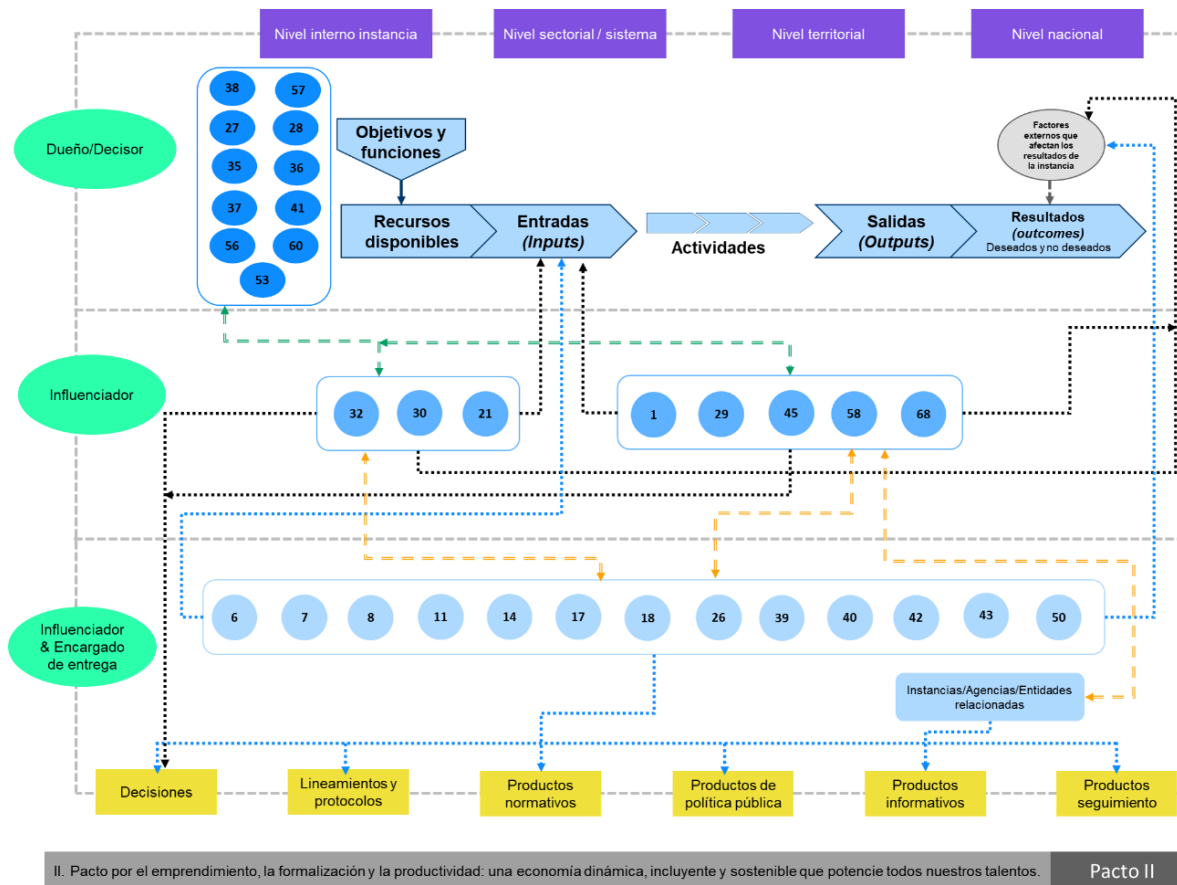 Nivel interno instancia
Nivel sectorial / sistema
Nivel territorial
Nivel nacional
Dueño/Decisor
38
57
27
28
35
36
37
41
56
60
53
Objetivos y
funciones
Recursos
disponibles
Entradas
(Inputs)
Actividades
Salidas
(Outputs)
Resultados
(outcomes)
Deseados y no deseados
Factores
externos que
afectan los
resultados de
la instancia
Influenciador
32
30
21
1
29
45
58
68
Influenciador
& Encargado
de entrega
6
7
8
11
14
17
18
26
39
40
42
43
50
Instancias/Agencias/Entidades
relacionadas
Decisiones
Lineamientos y
protocolos
Productos
normativos
Productos de
política pública
Productos
informativos
Productos
seguimiento
II. Pacto por el emprendimiento, la formalización y la productividad: una economía dinámica, incluyente y sostenible que potencie todos nuestros talentos.
Pacto II